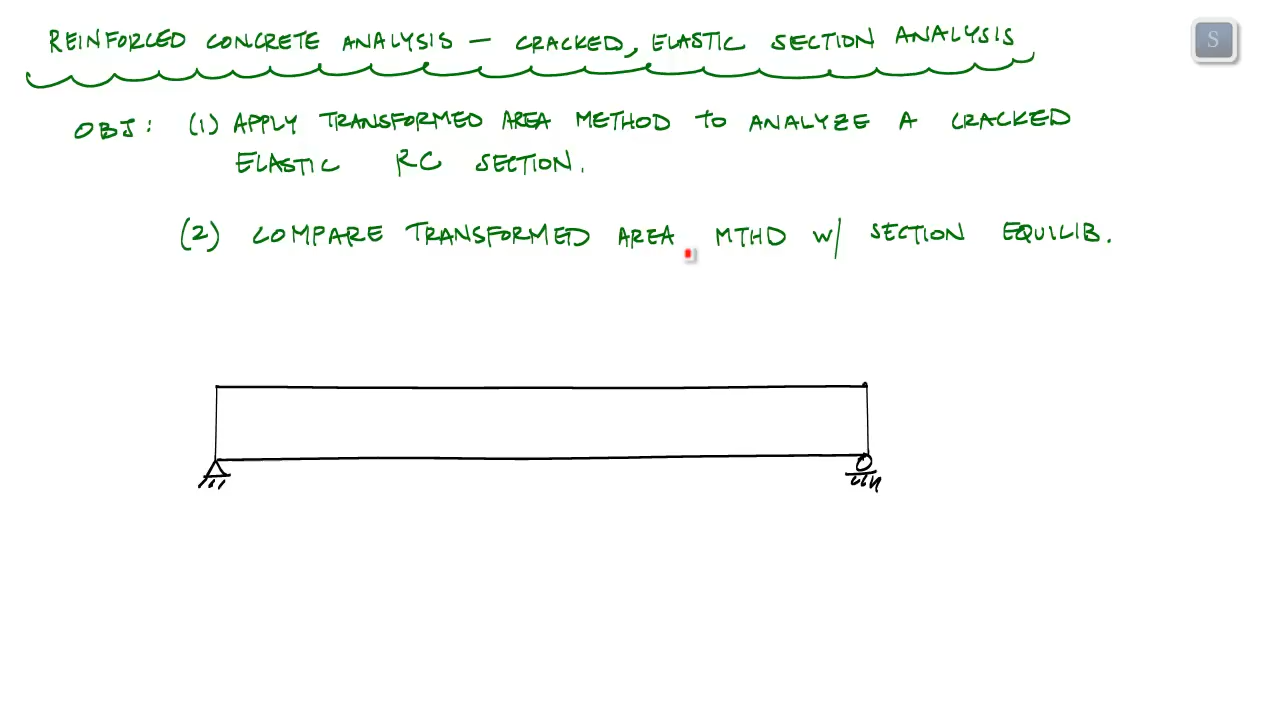 REINFORCED CONCRETE ANALYSIS – CRACKED, ELASTIC SECTION ANALYSIS
S
OBJ: (1) APPLY TRANSFORMED AREA METHOD TO ANALYZE A CRACKED
ELASTIC RC SECTION.
(2) COMPARE TRANSFORMED AREA MTHD W/ SECTION EQUILIB.